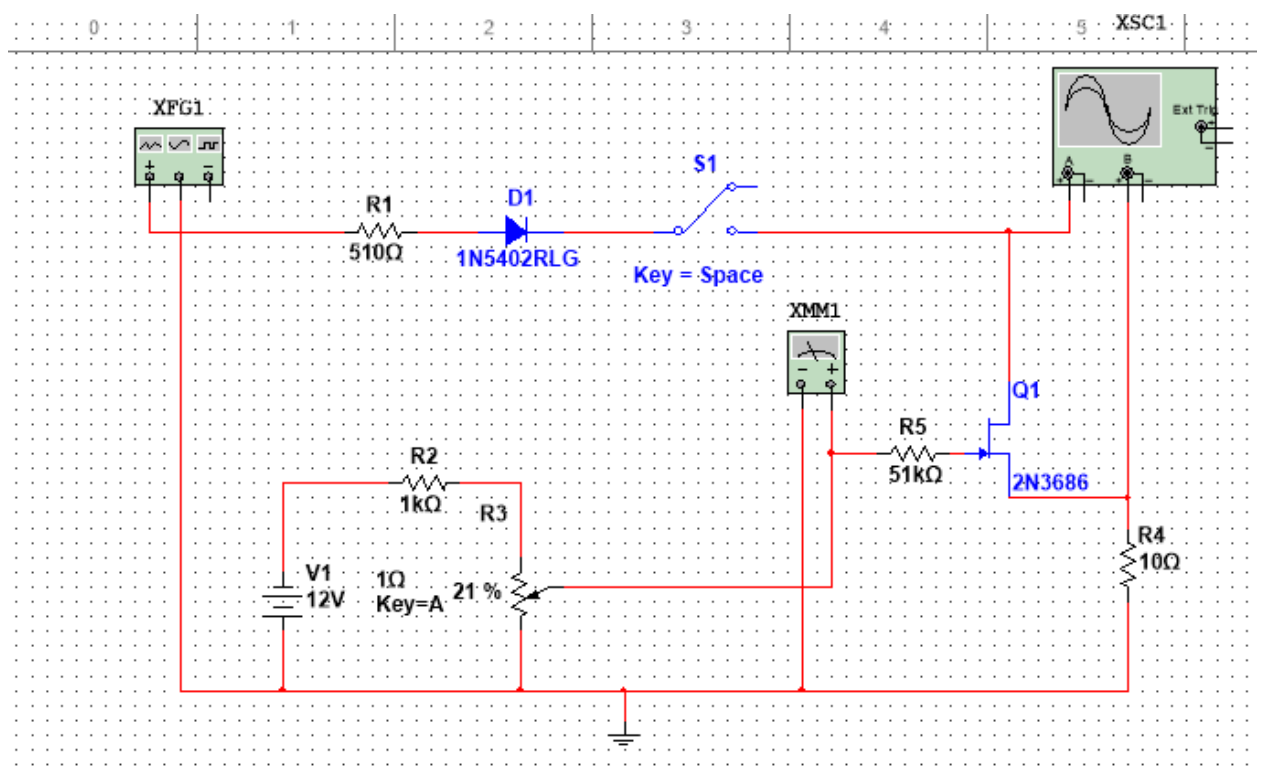 0 1 2 3 4 5 XSC1
XFG1
Ext Trig
+ -
A B
S1
D1
R1
510Ω
1N5402RLG
Key = Space
XMM1
- +
Q1
R5
51kΩ
2N3686
R2
1kΩ
R3
R4
10Ω
V1
12V
1Ω
Key=A
21 %